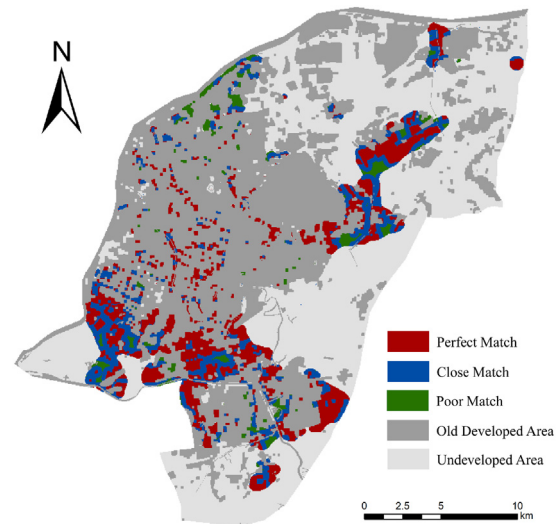 N
Perfect Match
Close Match
Poor Match
Old Developed Area
Undeveloped Area
0 2.5 5 10
km